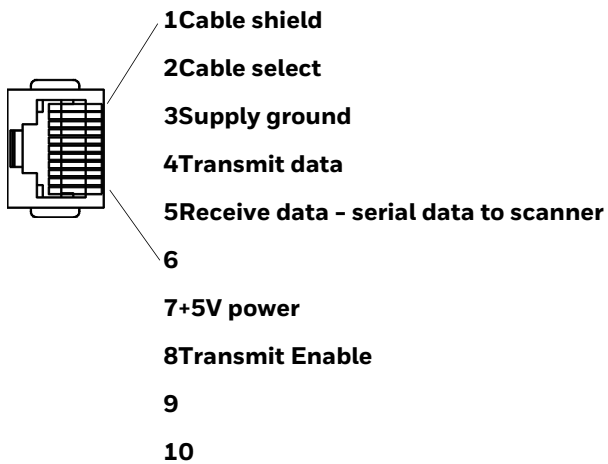 1Cable shield
2Cable select
3Supply ground
4Transmit data
5Receive data - serial data to scanner
6
7+5V power
8Transmit Enable
9
10